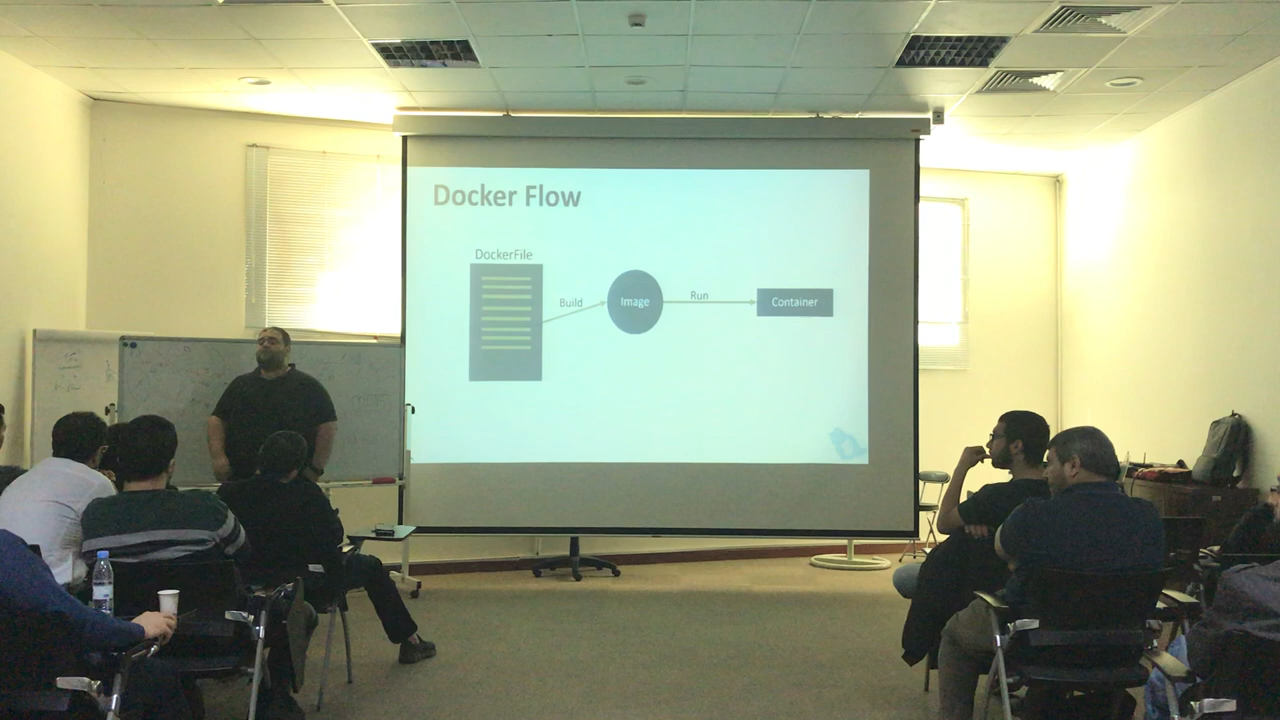 Docker Flow
DockerFile
Build
Image
Run
Container